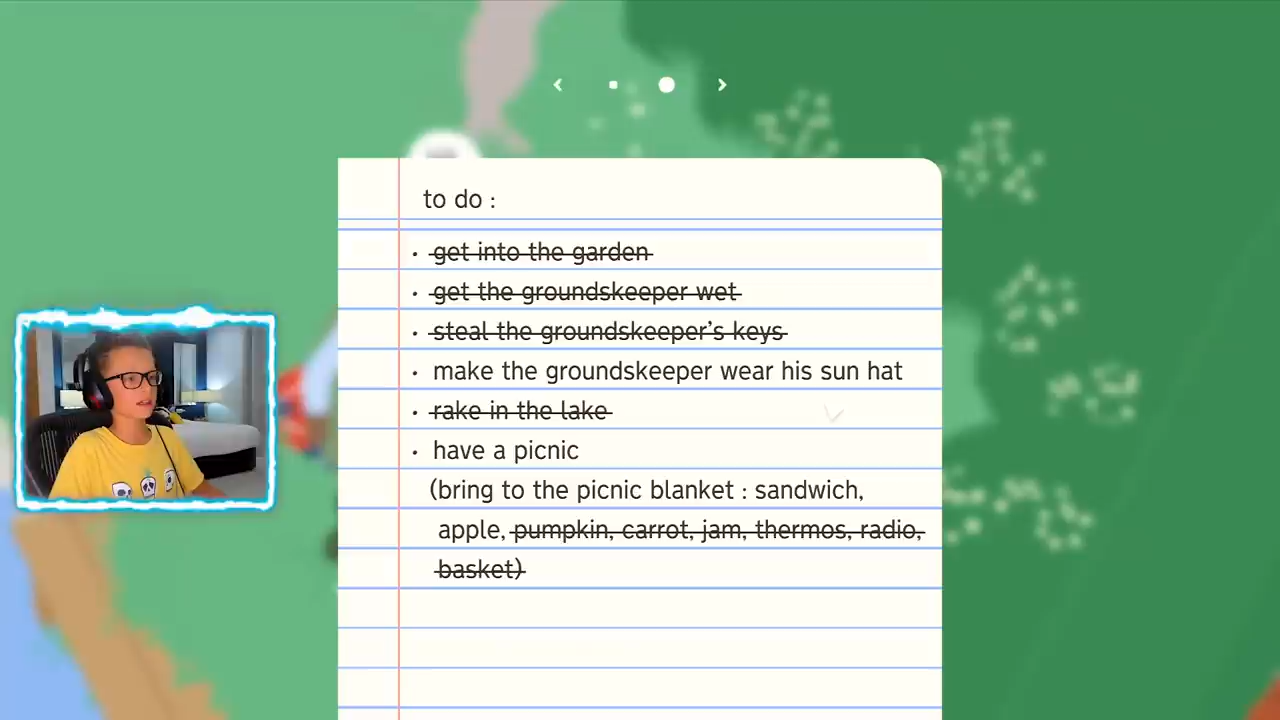 to do :
• get into the garden
• get the groundskeeper wet
• steal the groundskeeper's keys
• make the groundskeeper wear his sun hat
• rake in the lake
• have a picnic
(bring to the picnic blanket : sandwich,
apple, pumpkin, carrot, jam, thermos, radio,
basket)